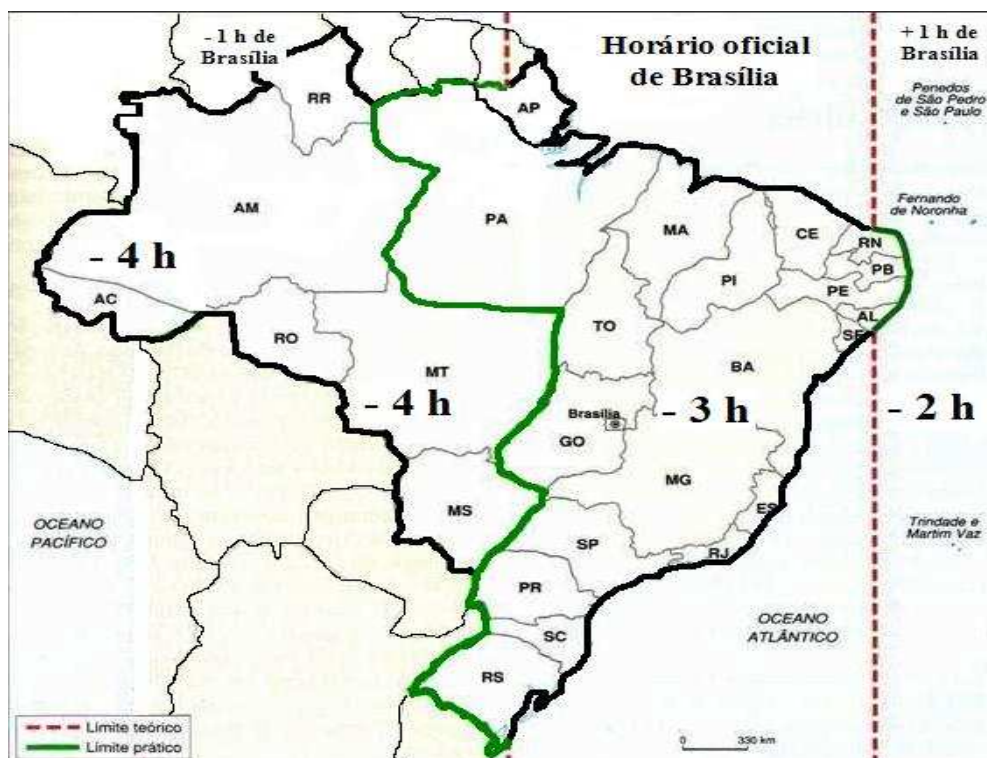 - 1 h de
Brasília
Horário oficial
de Brasília
+ 1 h de
Brasília
Penedos
de São Pedro
e São Paulo
RR
AP
Fernando
de Noronha
AM
PA
MA
CE
RN
PB
PI
PE
AL
SE
- 4 h
AC
RO
TO
BA
MT
- 4 h
Brasília
- 3 h
- 2 h
GO
MG
ES
MS
OCEANO
PACÍFICO
SP
RJ
Trindade e
Martim Vaz
PR
SC
OCEANO
ATLÂNTICO
RS
Limite teórico
Limite prático
0 330 km